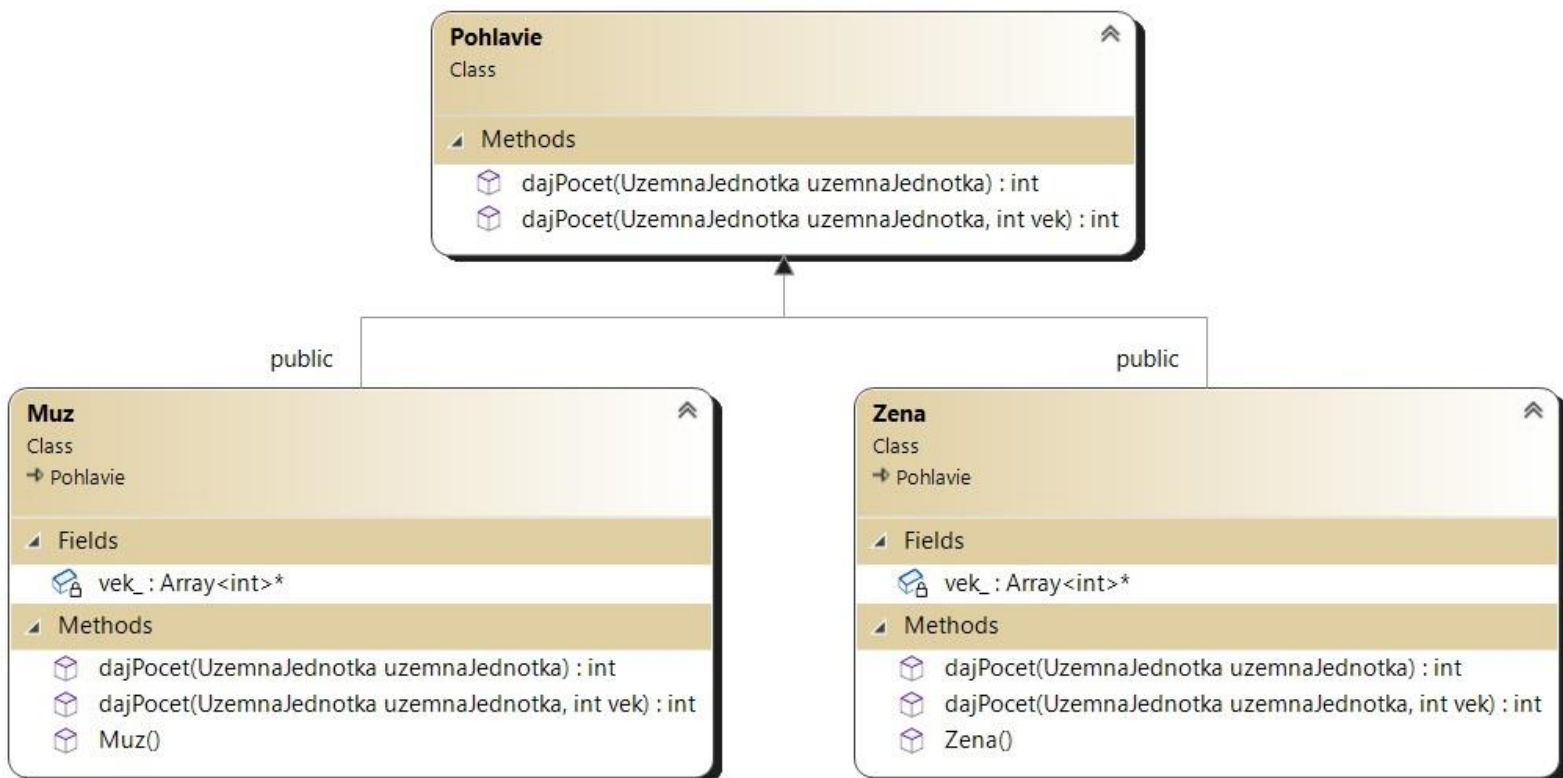 Pohlavie
Class
Methods
dajPocet(UzemnaJednotka uzemnaJednotka) : int
dajPocet(UzemnaJednotka uzemnaJednotka, int vek) : int
public
public
Muz
Class
Pohlavie
Fields
vek_ : Array<int>*
Methods
dajPocet(UzemnaJednotka uzemnaJednotka) : int
dajPocet(UzemnaJednotka uzemnaJednotka, int vek) : int
Muz()
Zena
Class
Pohlavie
Fields
vek_ : Array<int>*
Methods
dajPocet(UzemnaJednotka uzemnaJednotka) : int
dajPocet(UzemnaJednotka uzemnaJednotka, int vek) : int
Zena()